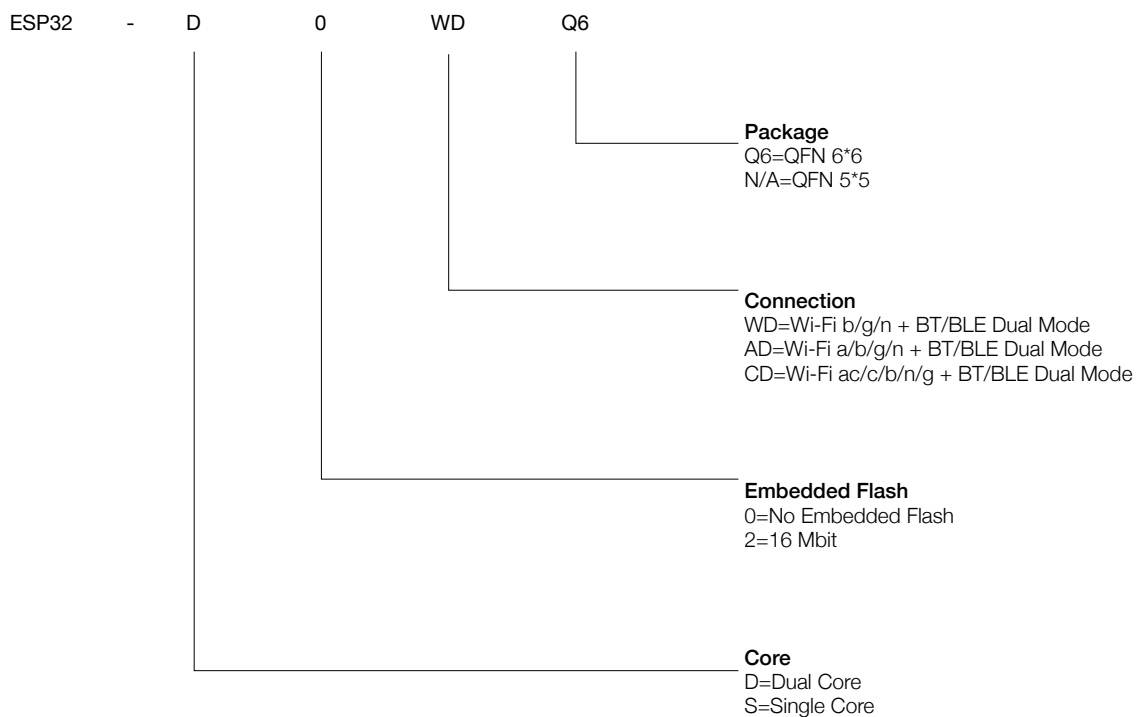 ESP32 - D 0 WD Q6
Package
Q6=QFN 6*6
N/A=QFN 5*5
Connection
WD=Wi-Fi b/g/n + BT/BLE Dual Mode
AD=Wi-Fi a/b/g/n + BT/BLE Dual Mode
CD=Wi-Fi ac/c/b/n/g + BT/BLE Dual Mode
Embedded Flash
0=No Embedded Flash
2=16 Mbit
Core
D=Dual Core
S=Single Core